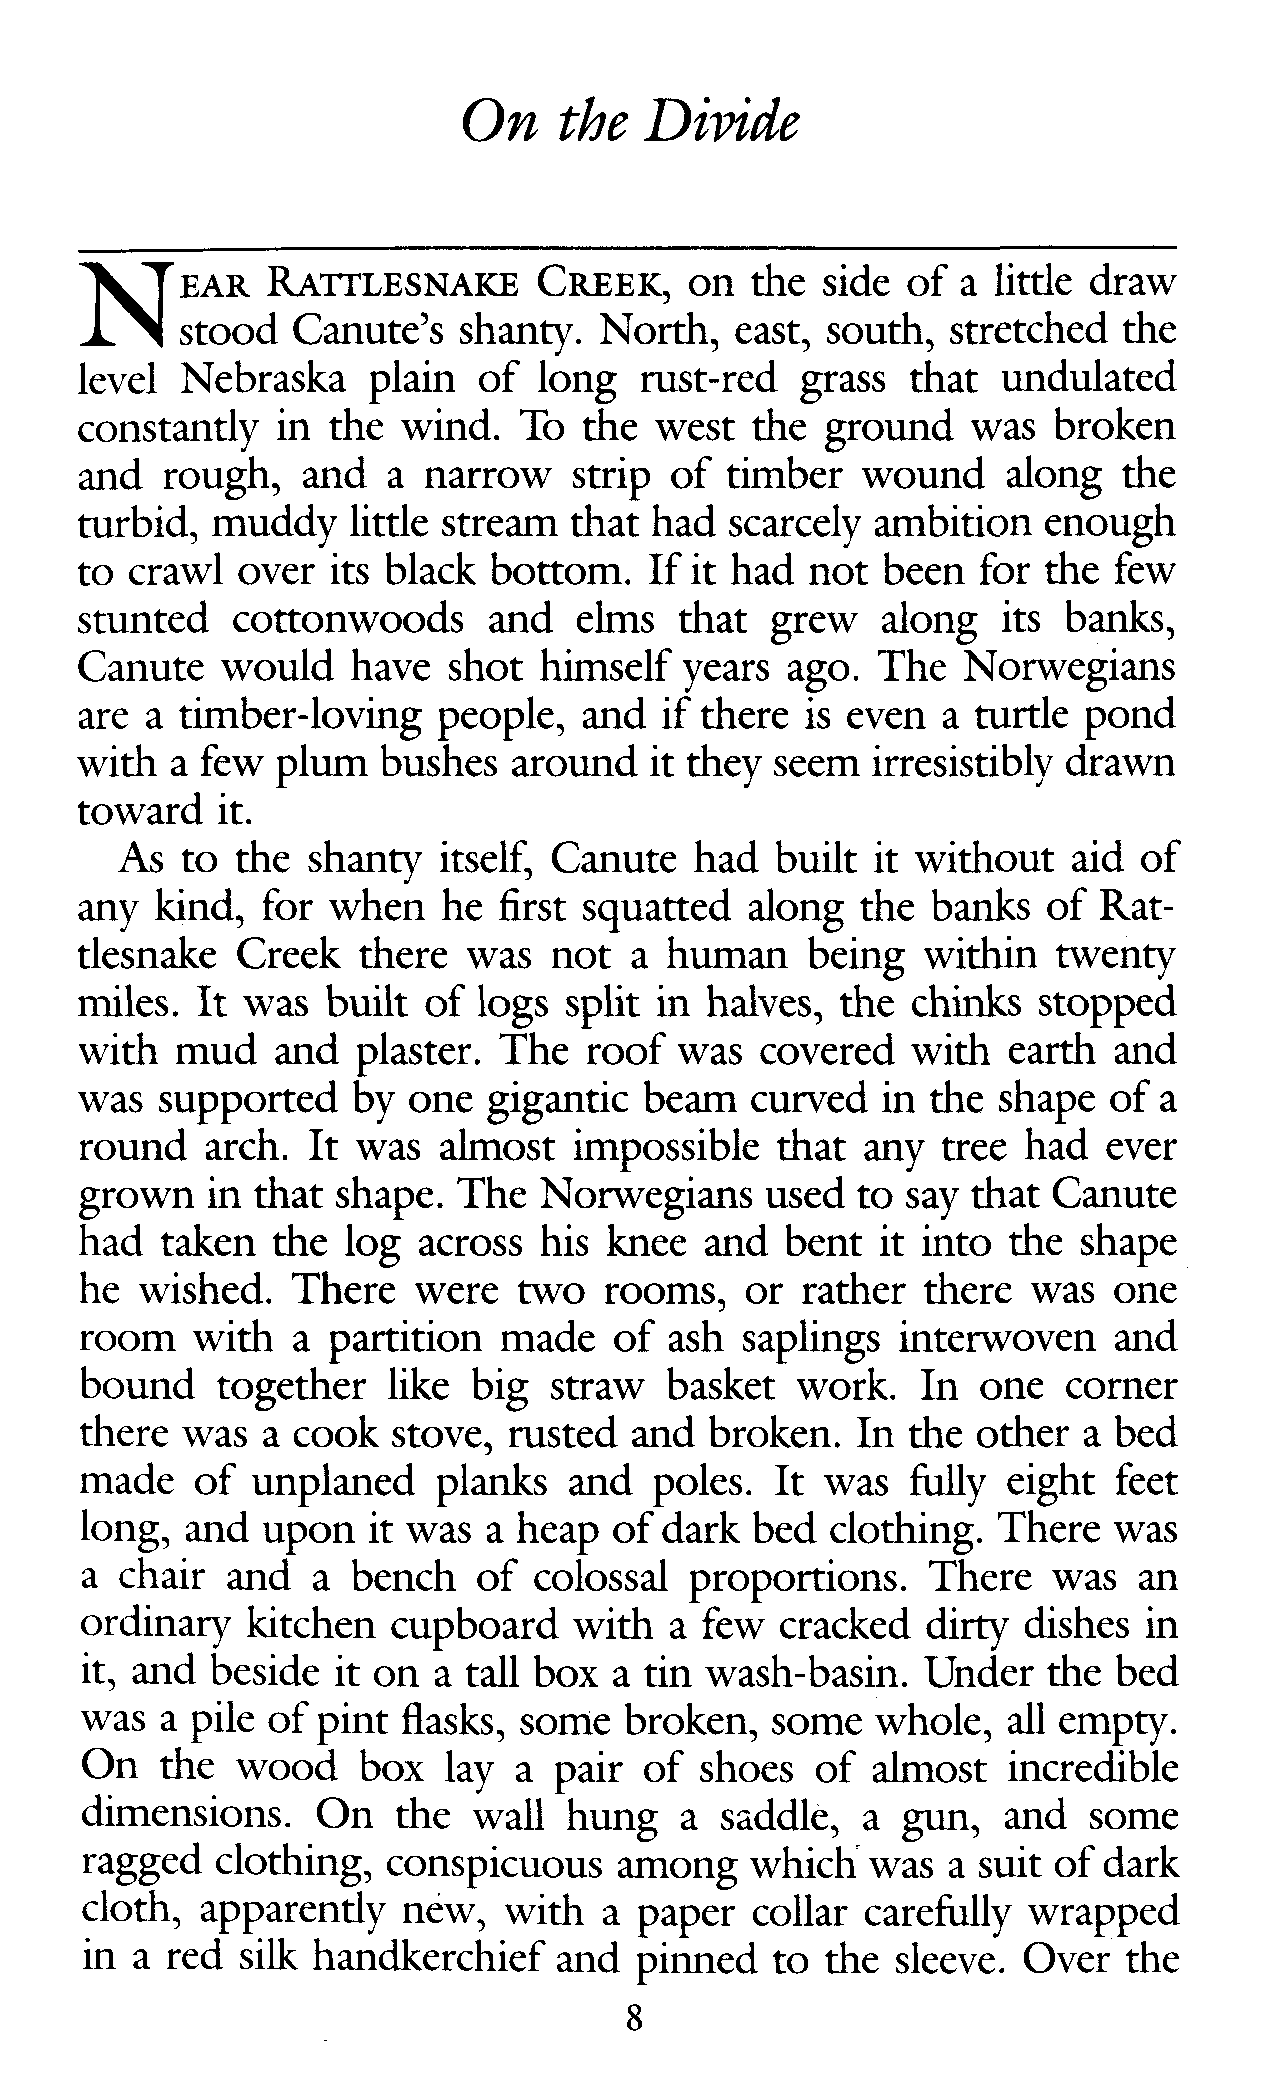 On the Divide
NEAR RATTLESNAKE CREEK, on the side of a little draw
stood Canute's shanty. North, east, south, stretched the
level Nebraska plain of long rust-red grass that undulated
constantly in the wind. To the west the ground was broken
and rough, and a narrow strip of timber wound along the
turbid, muddy little stream that had scarcely ambition enough
to crawl over its black bottom. If it had not been for the few
stunted cottonwoods and elms that grew along its banks,
Canute would have shot himself years ago. The Norwegians
are a timber-loving people, and if there is even a turtle pond
with a few plum bushes around it they seem irresistibly drawn
toward it.
As to the shanty itself, Canute had built it without aid of
any kind, for when he first squatted along the banks of Rat-
tlesnake Creek there was not a human being within twenty
miles. It was built of logs split in halves, the chinks stopped
with mud and plaster. The roof was covered with earth and
was supported by one gigantic beam curved in the shape of a
round arch. It was almost impossible that any tree had ever
grown in that shape. The Norwegians used to say that Canute
had taken the log across his knee and bent it into the shape
he wished. There were two rooms, or rather there was one
room with a partition made of ash saplings interwoven and
bound together like big straw basket work. In one corner
there was a cook stove, rusted and broken. In the other a bed
made of unplaned planks and poles. It was fully eight feet
long, and upon it was a heap of dark bed clothing. There was
a chair and a bench of colossal proportions. There was an
ordinary kitchen cupboard with a few cracked dirty dishes in
it, and beside it on a tall box a tin wash-basin. Under the bed
was a pile of pint flasks, some broken, some whole, all empty.
On the wood box lay a pair of shoes of almost incredible
dimensions. On the wall hung a saddle, a gun, and some
ragged clothing, conspicuous among which was a suit of dark
cloth, apparently new, with a paper collar carefully wrapped
in a red silk handkerchief and pinned to the sleeve. Over the
8